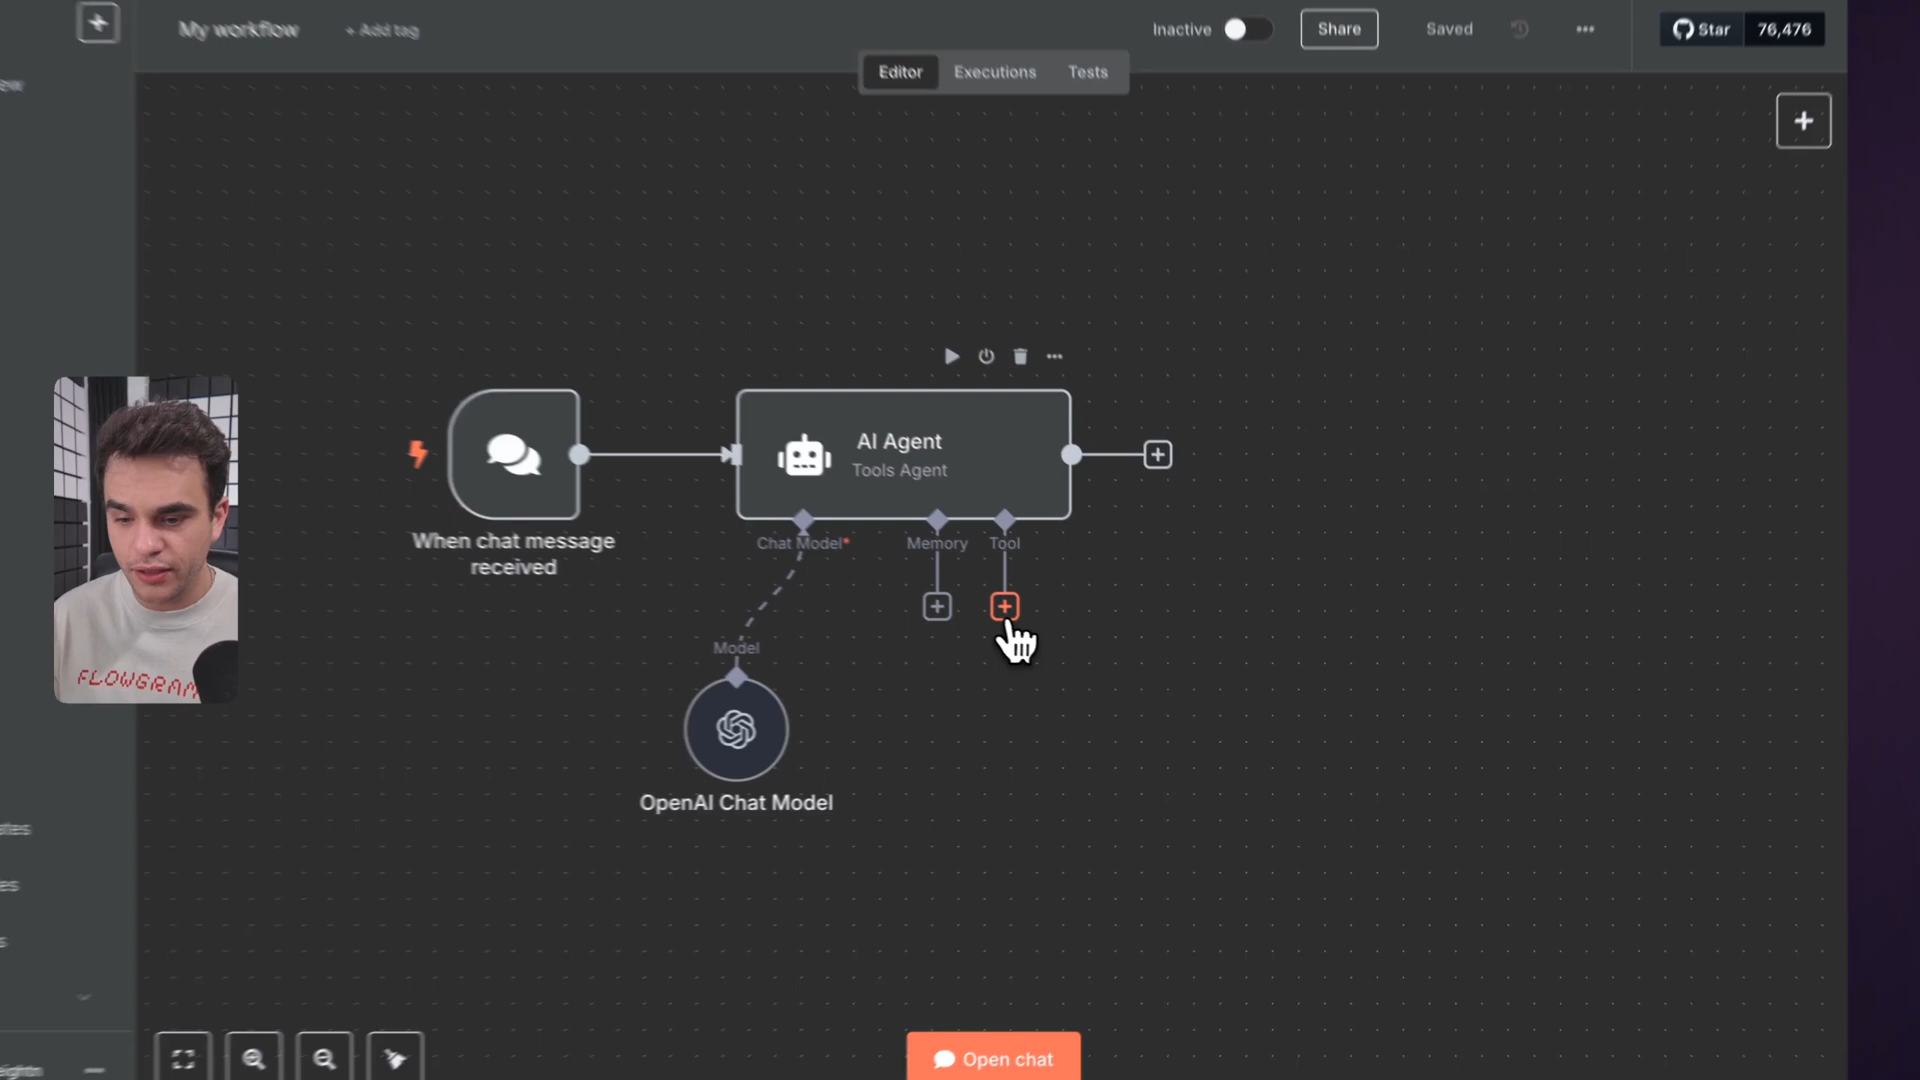 My workflow
+ Add tag
Inactive
Share
Saved
Star
76,476
Editor
Executions
Tests
AI Agent
Tools Agent
When chat message
received
Chat Model*
Memory
Tool
Model
OpenAI Chat Model
FLOWGRAM
Open chat